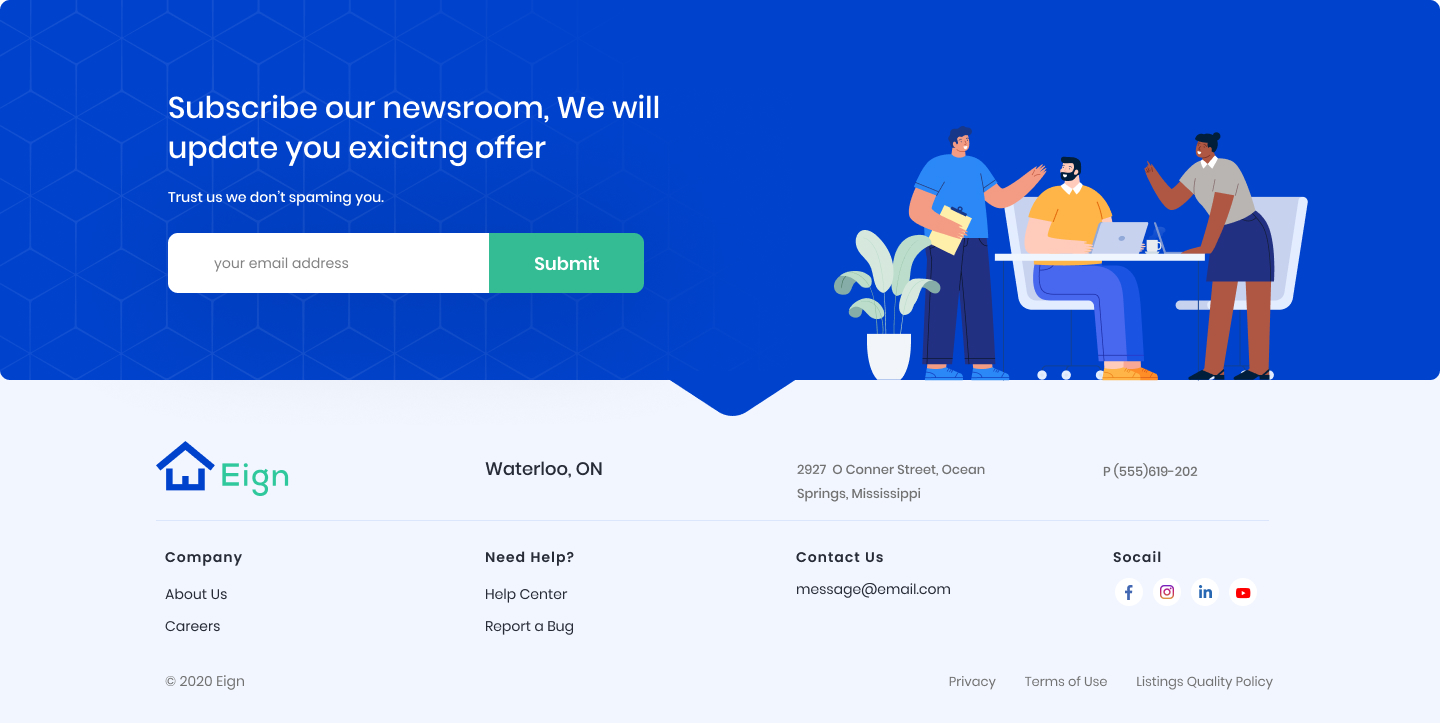 Subscribe our newsroom, We will
update you exicitng offer
Trust us we don't spaming you.
your email address
Submit
Eign
Waterloo, ON
2927 O Conner Street, Ocean
Springs, Mississippi
P (555)619-202
Company
Need Help?
Contact Us
Socail
About Us
Help Center
message@email.com
Careers
Report a Bug
© 2020 Eign
Privacy
Terms of Use
Listings Quality Policy